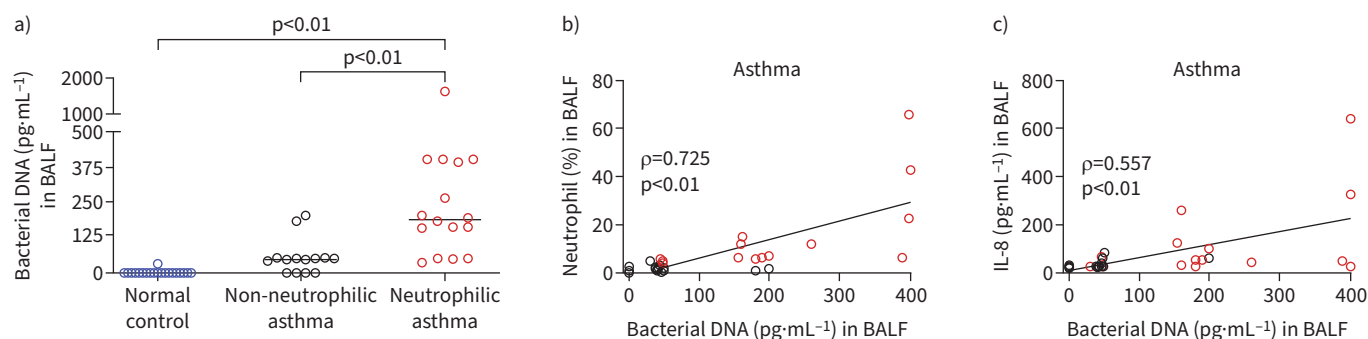 a)
p<0.01
p<0.01
Bacterial DNA (pg·mL⁻¹)
in BALF
2000
1000
500
375
250
125
0
Normal
control
Non-neutrophilic
asthma
Neutrophilic
asthma
b)
Asthma
Neutrophil (%) in BALF
80
60
40
20
0
ρ=0.725
p<0.01
0 100 200 300 400
Bacterial DNA (pg·mL⁻¹) in BALF
c)
Asthma
IL-8 (pg·mL⁻¹) in BALF
800
600
400
200
0
ρ=0.557
p<0.01
0 100 200 300 400
Bacterial DNA (pg·mL⁻¹) in BALF